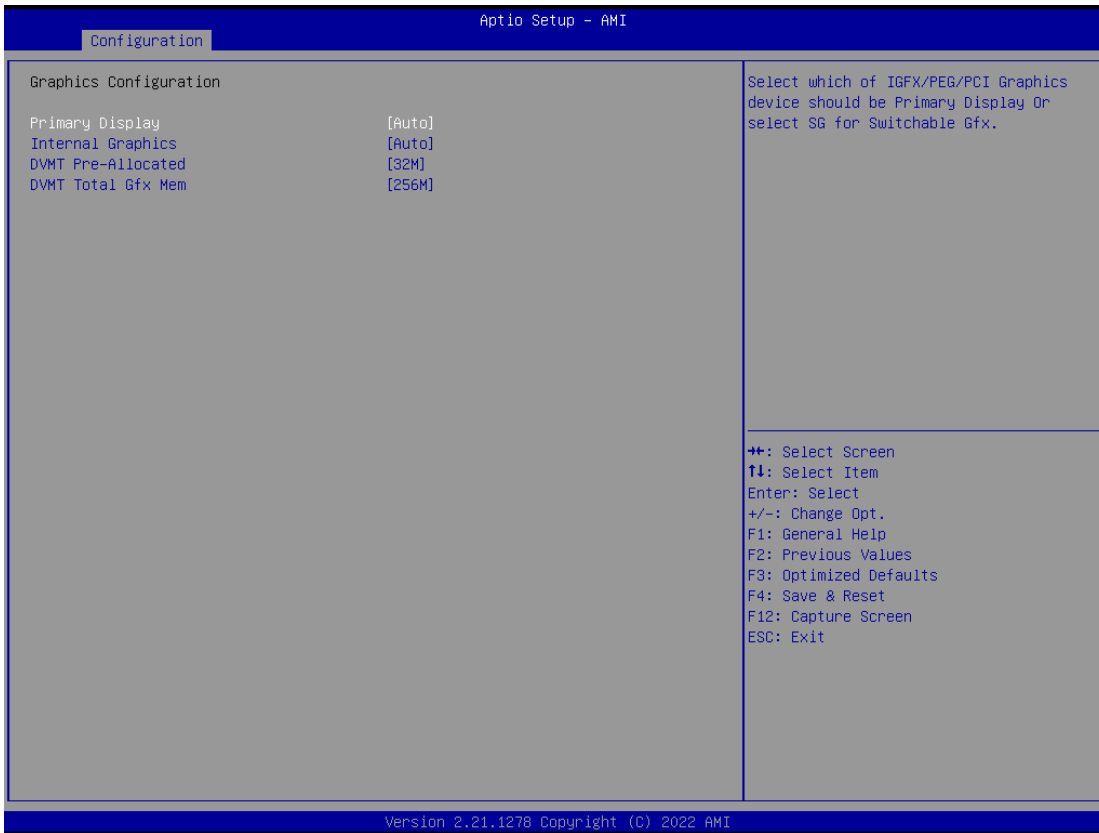 Aptio Setup - AMI
Configuration
Graphics Configuration
Primary Display [Auto]
Internal Graphics [Auto]
DVMT Pre-Allocated [32M]
DVMT Total Gfx Mem [256M]
Select which of IGFX/PEG/PCI Graphics
device should be Primary Display Or
select SG for Switchable Gfx.
→←: Select Screen
↑↓: Select Item
Enter: Select
+/-: Change Opt.
F1: General Help
F2: Previous Values
F3: Optimized Defaults
F4: Save & Reset
F12: Capture Screen
ESC: Exit
Version 2.21.1278 Copyright (C) 2022 AMI